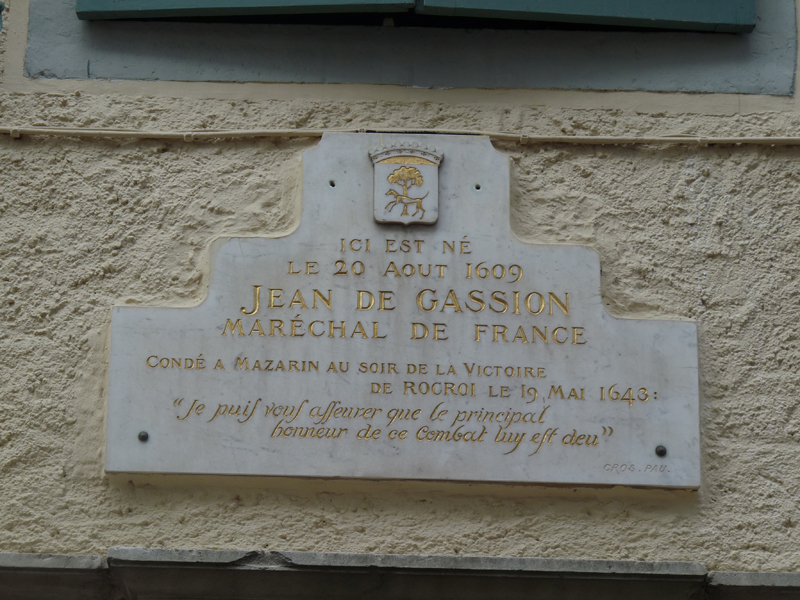 ICI EST NÉ
LE 20 AOUT 1609
JEAN DE GASSION
MARÉCHAL DE FRANCE
CONDÉ A MAZARIN AU SOIR DE LA VICTOIRE
DE ROCROI LE 19 MAI 1643:
"Je puiſ vouſ aſſeurer que le principal
honneur de ce Combat luy eſt deu"
CROS. PAU.